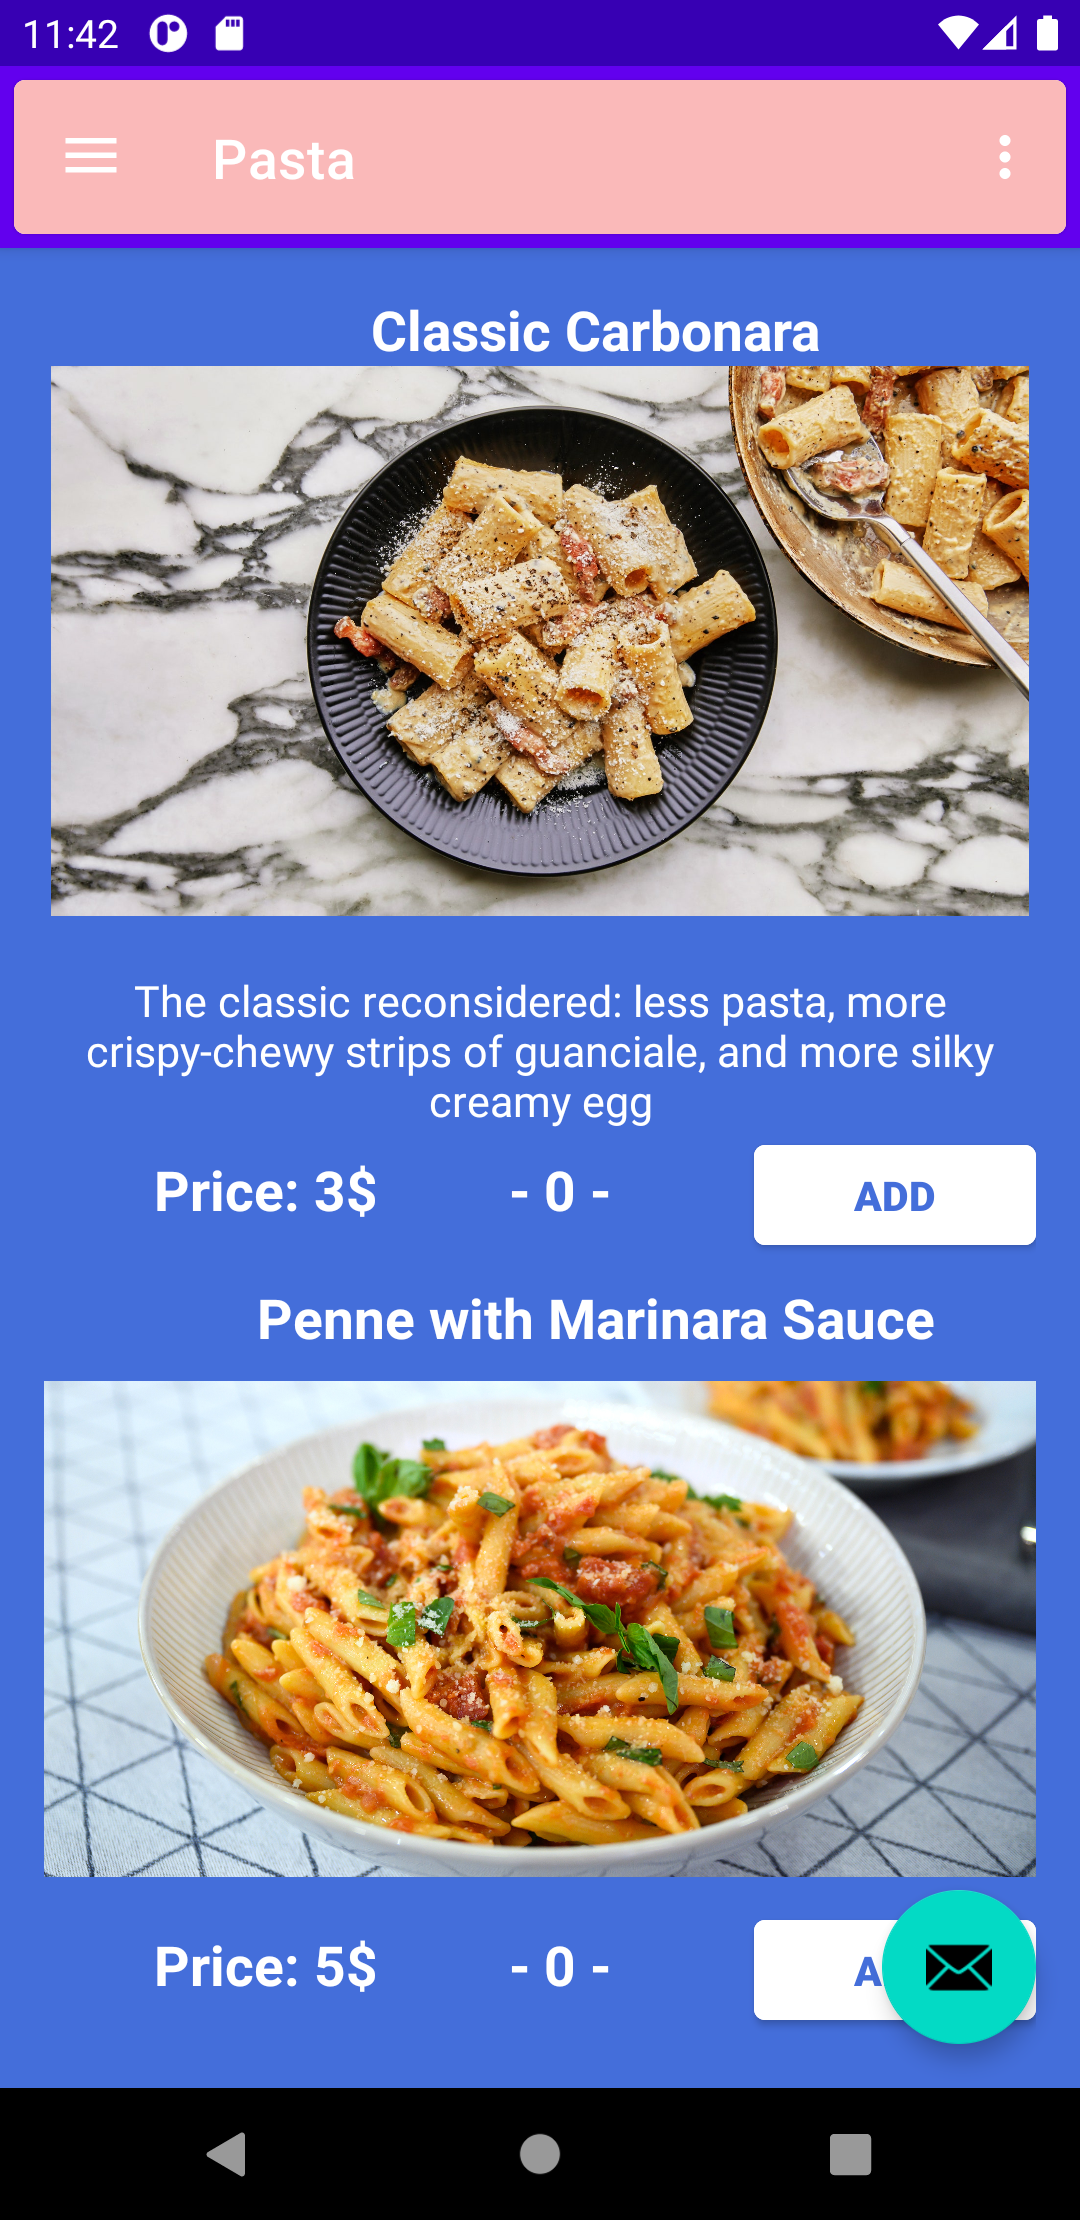 11:42
Pasta
Classic Carbonara
The classic reconsidered: less pasta, more
crispy-chewy strips of guanciale, and more silky
creamy egg
Price: 3$ - 0 - ADD
Penne with Marinara Sauce
Price: 5$ - 0 -